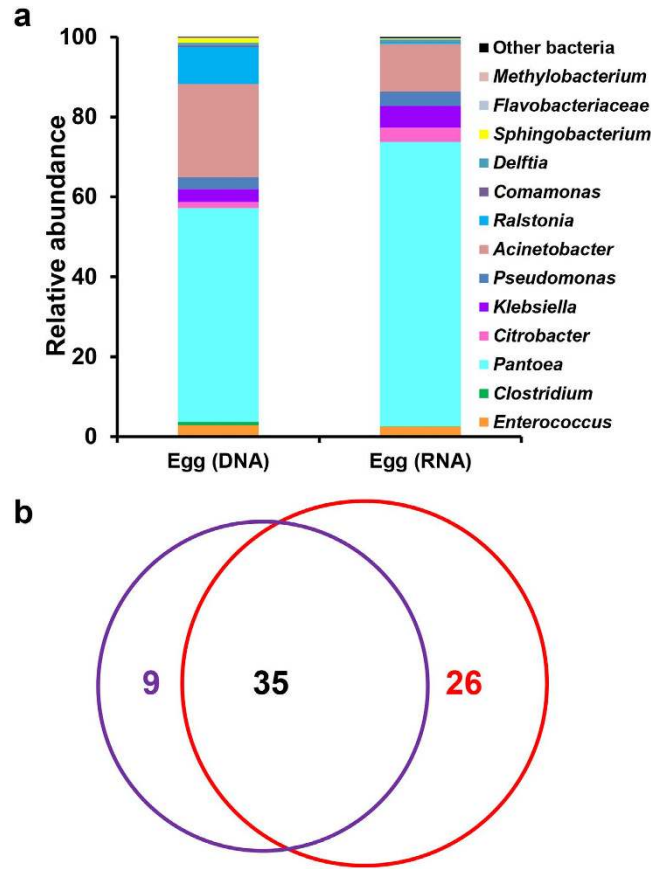 a
Relative abundance
100
80
60
40
20
0
Egg (DNA)
Egg (RNA)
Other bacteria
Methylobacterium
Flavobacteriaceae
Sphingobacterium
Delftia
Comamonas
Ralstonia
Acinetobacter
Pseudomonas
Klebsiella
Citrobacter
Pantoea
Clostridium
Enterococcus
b
9
35
26